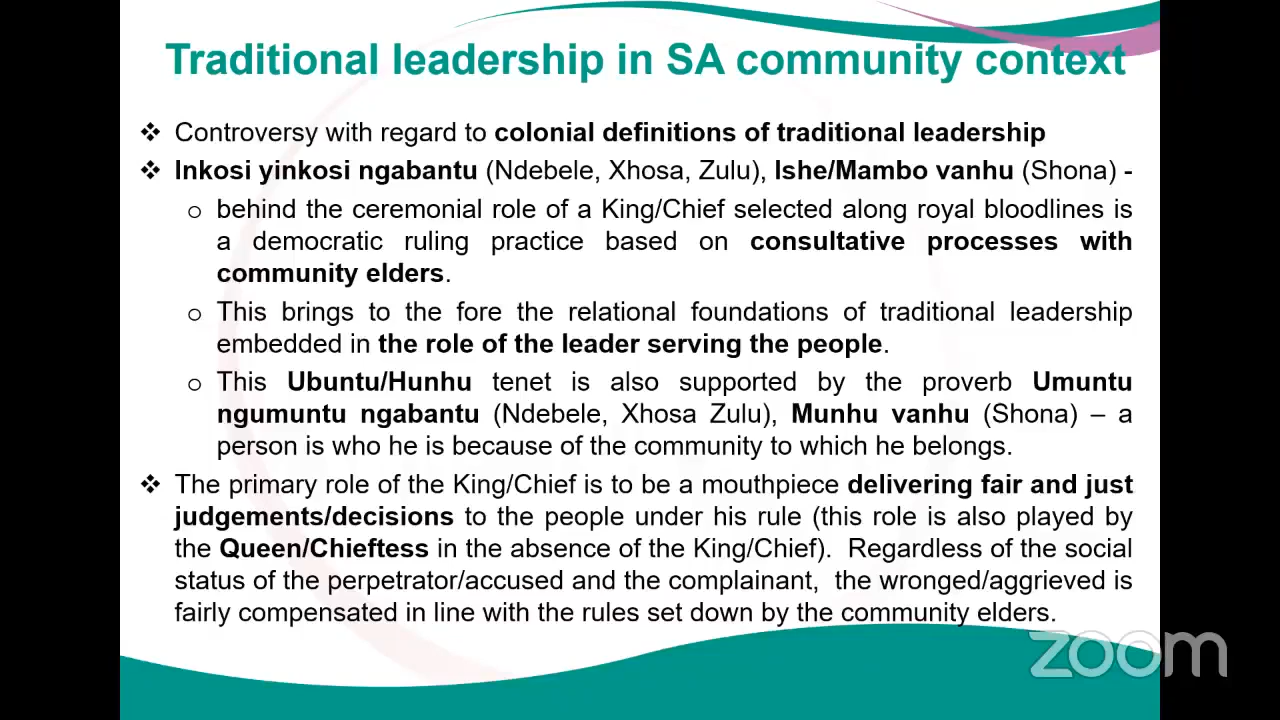 Traditional leadership in SA community context
❖ Controversy with regard to colonial definitions of traditional leadership
❖ Inkosi yinkosi ngabantu (Ndebele, Xhosa, Zulu), Ishe/Mambo vanhu (Shona) -
o behind the ceremonial role of a King/Chief selected along royal bloodlines is
a democratic ruling practice based on consultative processes with
community elders.
o This brings to the fore the relational foundations of traditional leadership
embedded in the role of the leader serving the people.
o This Ubuntu/Hunhu tenet is also supported by the proverb Umuntu
ngumuntu ngabantu (Ndebele, Xhosa Zulu), Munhu vanhu (Shona) – a
person is who he is because of the community to which he belongs.
❖ The primary role of the King/Chief is to be a mouthpiece delivering fair and just
judgements/decisions to the people under his rule (this role is also played by
the Queen/Chieftess in the absence of the King/Chief). Regardless of the social
status of the perpetrator/accused and the complainant, the wronged/aggrieved is
fairly compensated in line with the rules set down by the community elders.
zoom